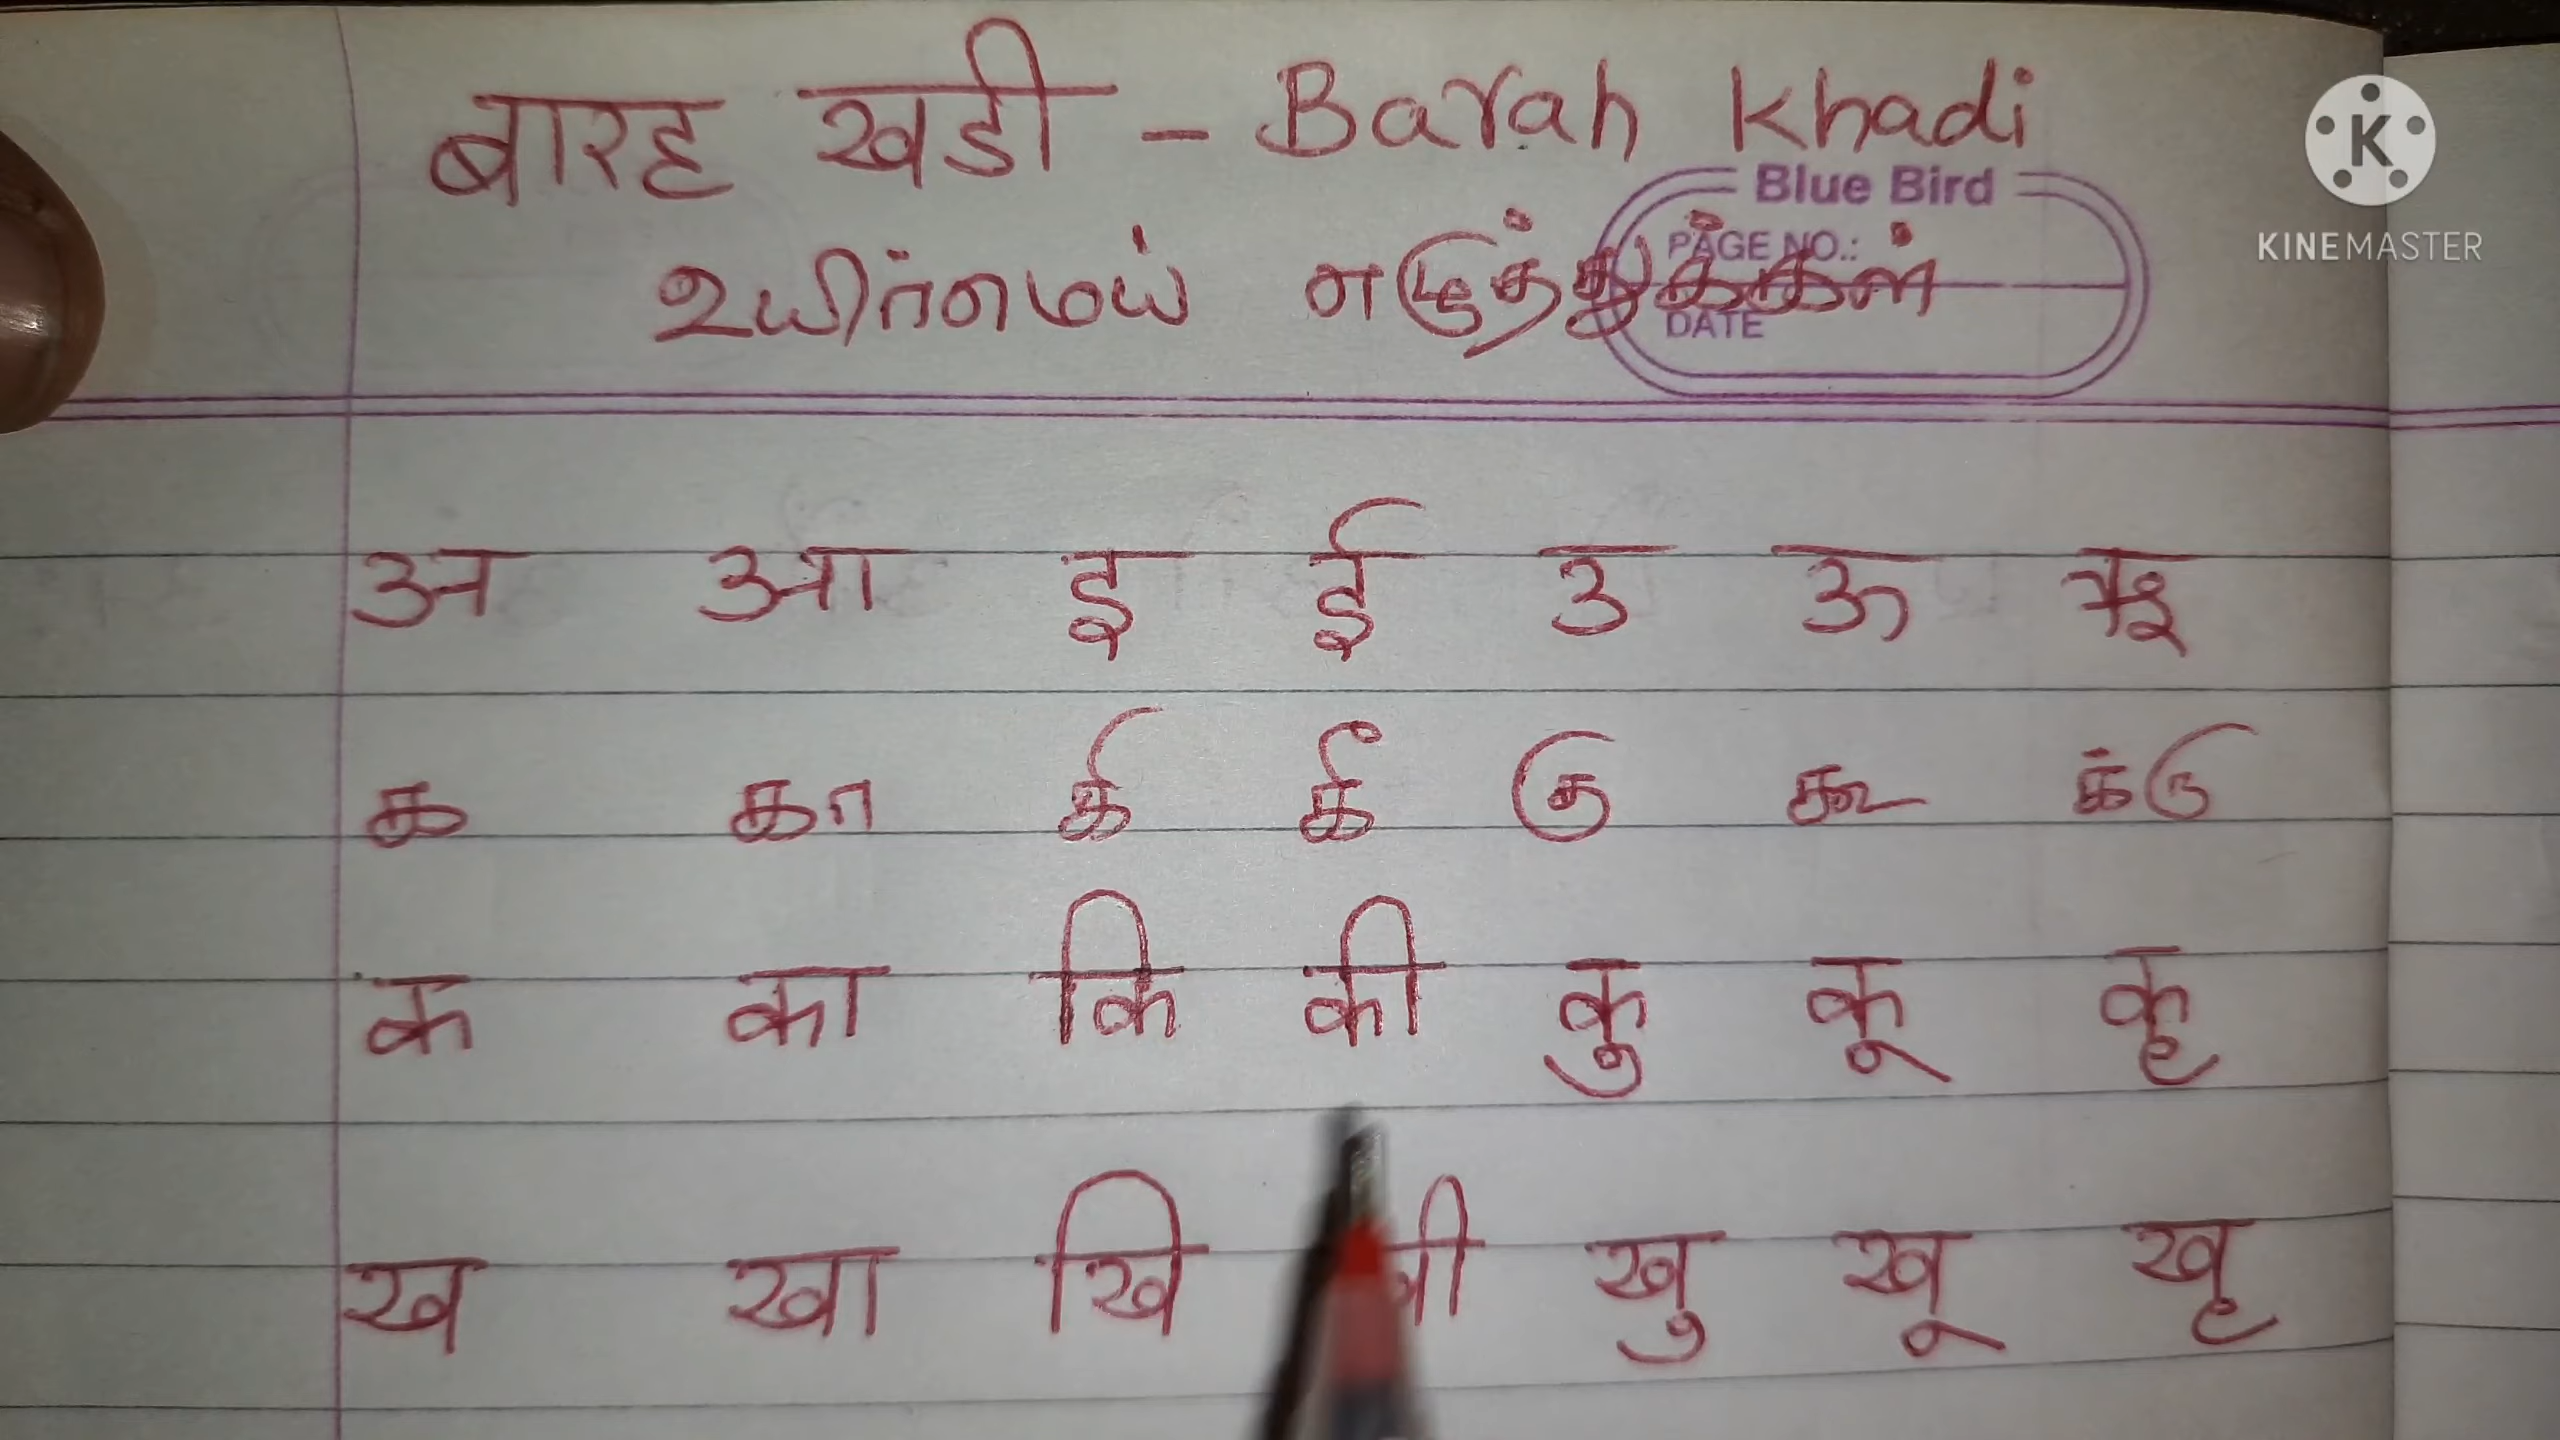 बारह खडी - Barah Khadi
Blue Bird
PAGE NO.:
உயிர்மெய் எழுத்துக்கள்
DATE
K
KINEMASTER
अ आ इ ई उ ऊ ऋ
க கா கி கீ கு கூ க்ரு
क का कि की कु कू कृ
ख खा खि खु खू खृ